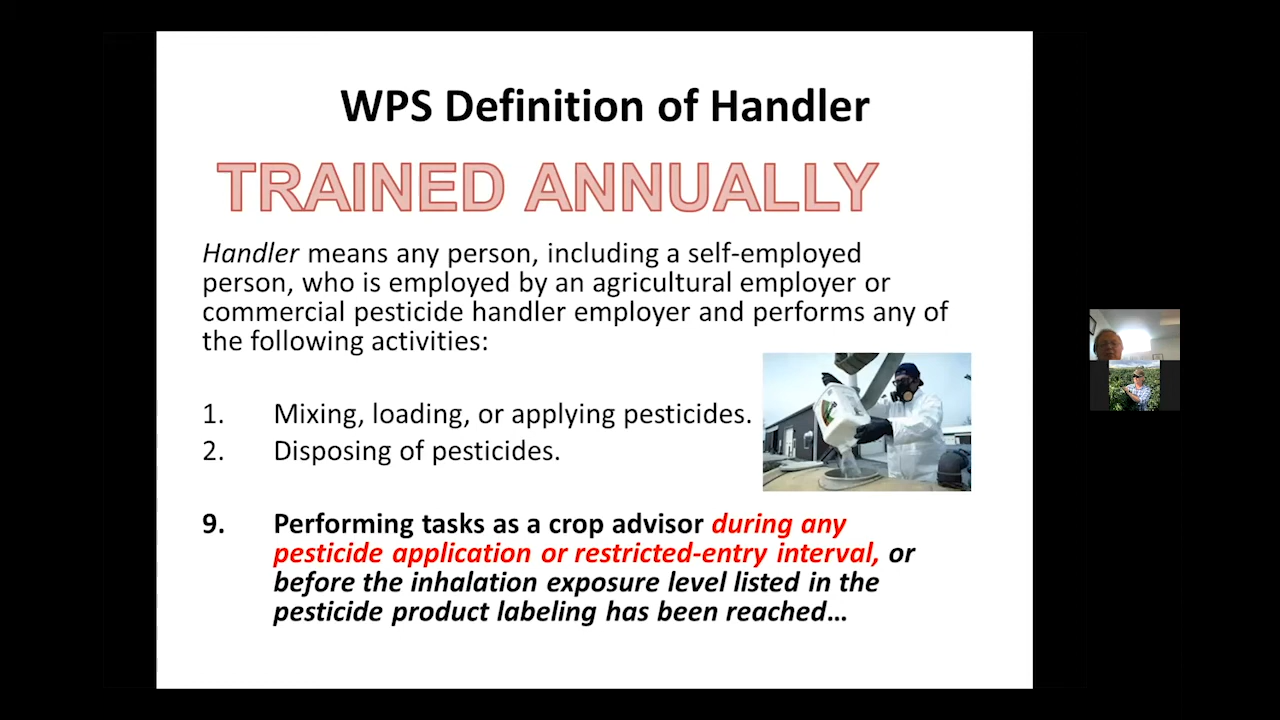 WPS Definition of Handler
TRAINED ANNUALLY
Handler means any person, including a self-employed
person, who is employed by an agricultural employer or
commercial pesticide handler employer and performs any of
the following activities:
1. Mixing, loading, or applying pesticides.
2. Disposing of pesticides.
9. Performing tasks as a crop advisor during any
pesticide application or restricted-entry interval, or
before the inhalation exposure level listed in the
pesticide product labeling has been reached…